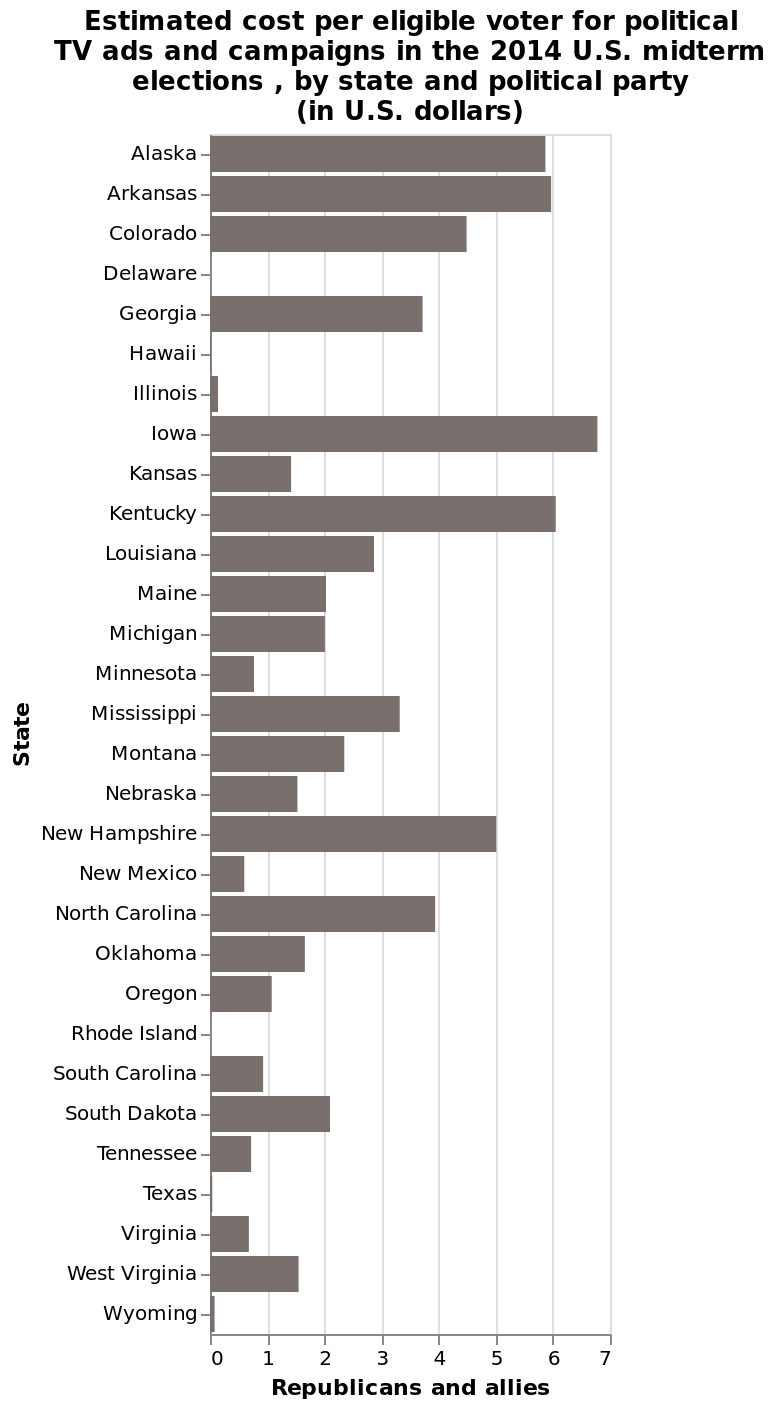 Estimated cost per eligible voter for political
TV ads and campaigns in the 2014 U.S. midterm
elections , by state and political party
(in U.S. dollars)
State
Alaska
Arkansas
Colorado
Delaware
Georgia
Hawaii
Illinois
Iowa
Kansas
Kentucky
Louisiana
Maine
Michigan
Minnesota
Mississippi
Montana
Nebraska
New Hampshire
New Mexico
North Carolina
Oklahoma
Oregon
Rhode Island
South Carolina
South Dakota
Tennessee
Texas
Virginia
West Virginia
Wyoming
0 1 2 3 4 5 6 7
Republicans and allies